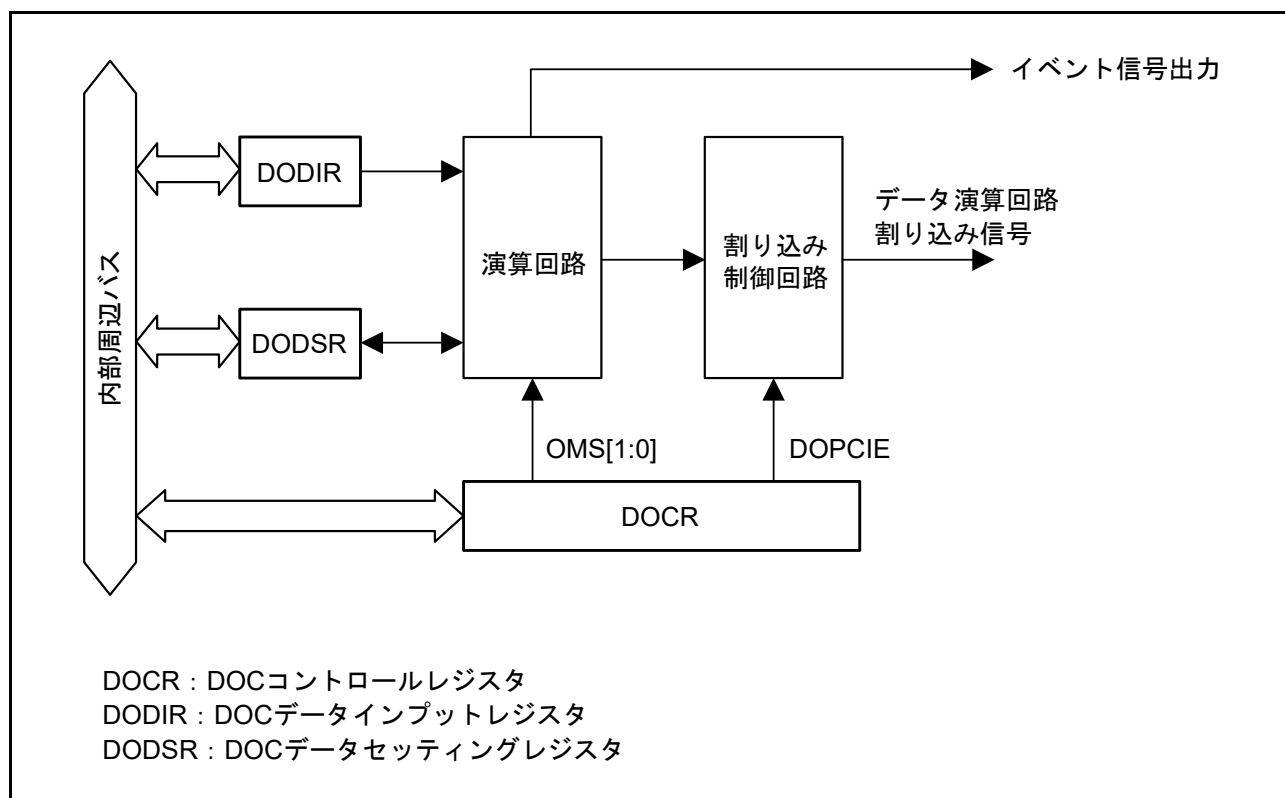 イベント信号出力
DODIR
データ演算回路
割り込み信号
演算回路
割り込み
制御回路
内部周辺バス
DODSR
OMS[1:0]
DOPCIE
DOCR
DOCR：DOCコントロールレジスタ
DODIR：DOCデータインプットレジスタ
DODSR：DOCデータセッティングレジスタ